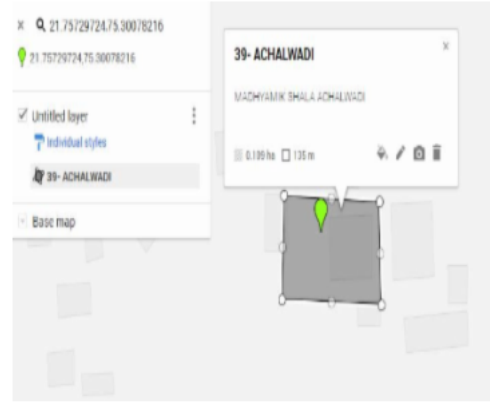 21.75729724,75.30078216
21.75729724,75.30078216
Untitled layer
Individual styles
39- ACHALWADI
Base map
39- ACHALWADI
MADHYAMIK SHALA ACHALWADI
0.109 ha 135 m